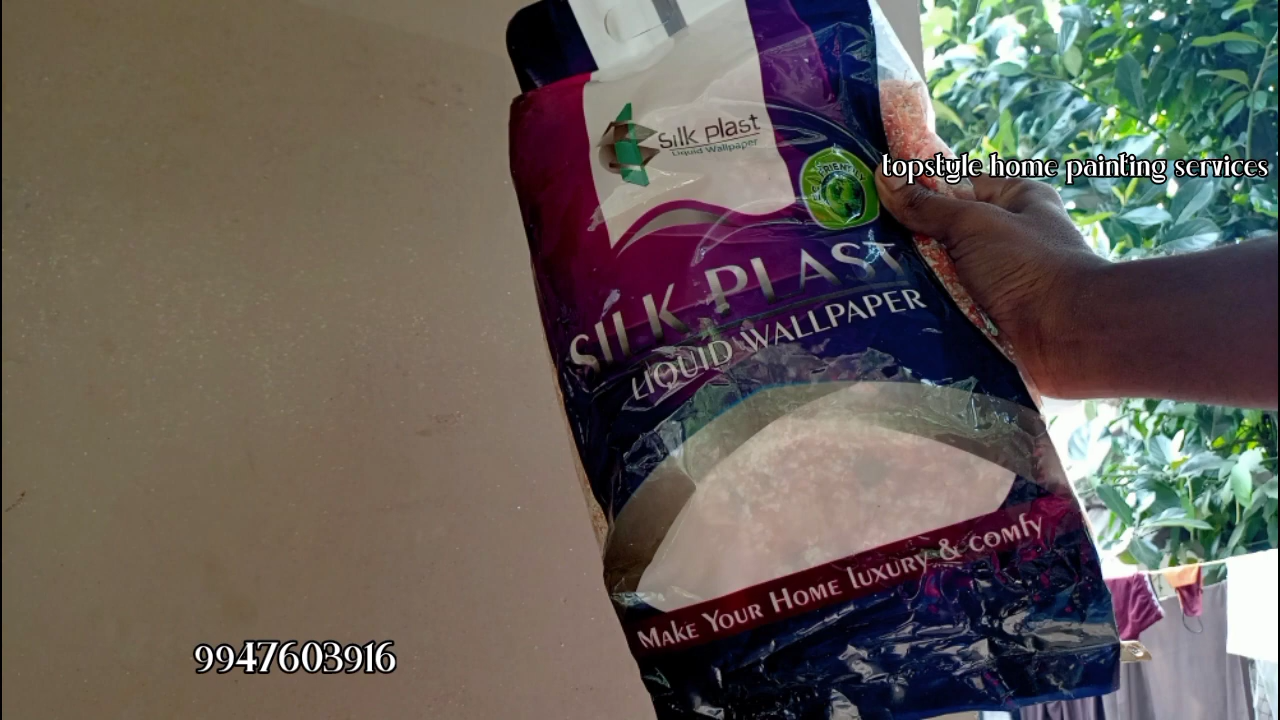 Silk plast
Liquid Wallpaper
topstyle home painting services
SILK PLAST
LIQUID WALLPAPER
MAKE YOUR HOME luxury & comfy
9947603916